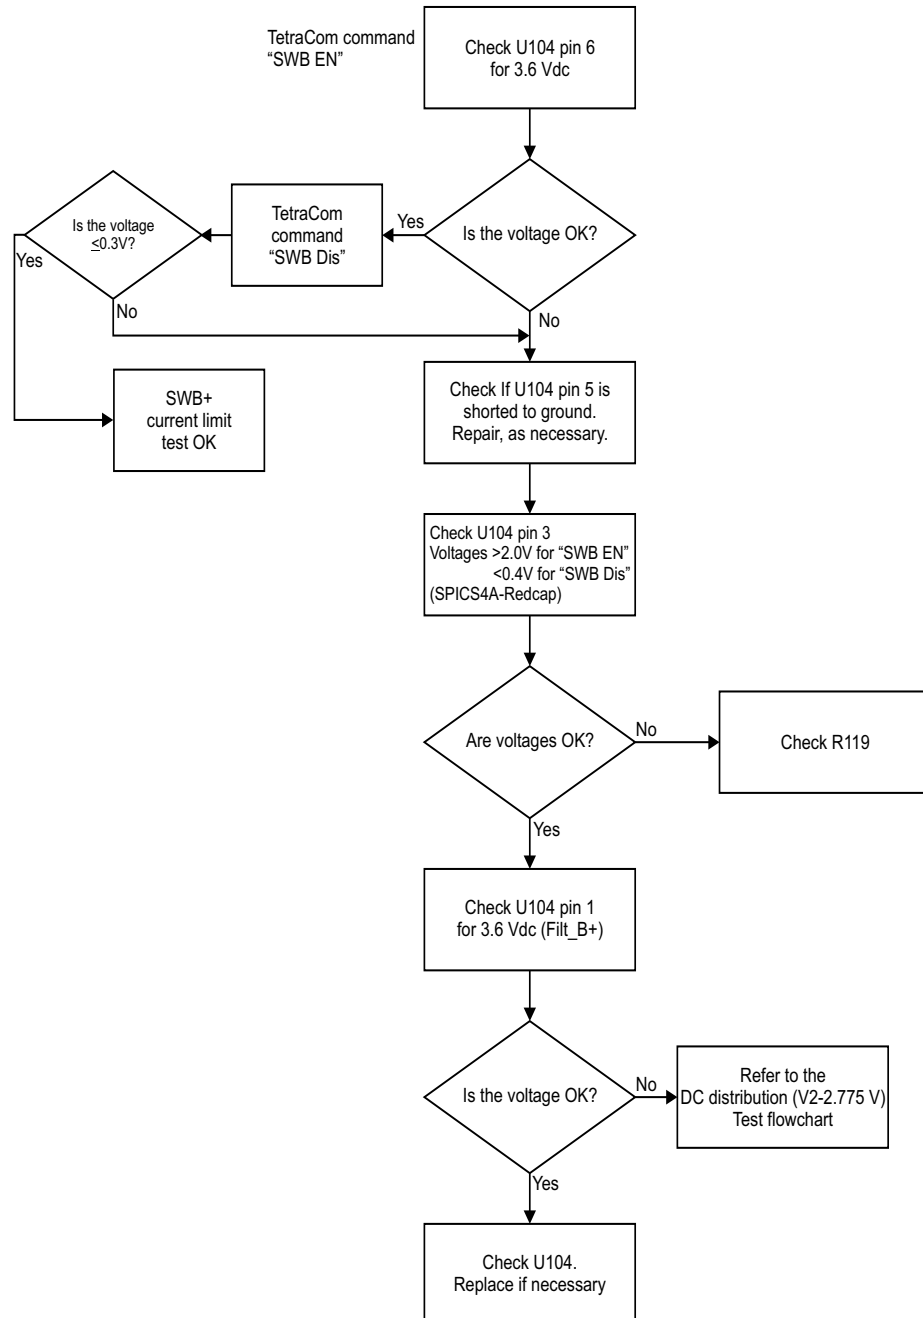 TetraCom command
“SWB EN”
Check U104 pin 6
for 3.6 Vdc
Is the voltage OK?
Yes
No
TetraCom
command
“SWB Dis”
Is the voltage
≤0.3V?
Yes
No
SWB+
current limit
test OK
Check If U104 pin 5 is
shorted to ground.
Repair, as necessary.
Check U104 pin 3
Voltages >2.0V for “SWB EN”
<0.4V for “SWB Dis”
(SPICS4A-Redcap)
Are voltages OK?
No
Check R119
Yes
Check U104 pin 1
for 3.6 Vdc (Filt_B+)
Is the voltage OK?
No
Refer to the
DC distribution (V2-2.775 V)
Test flowchart
Yes
Check U104.
Replace if necessary